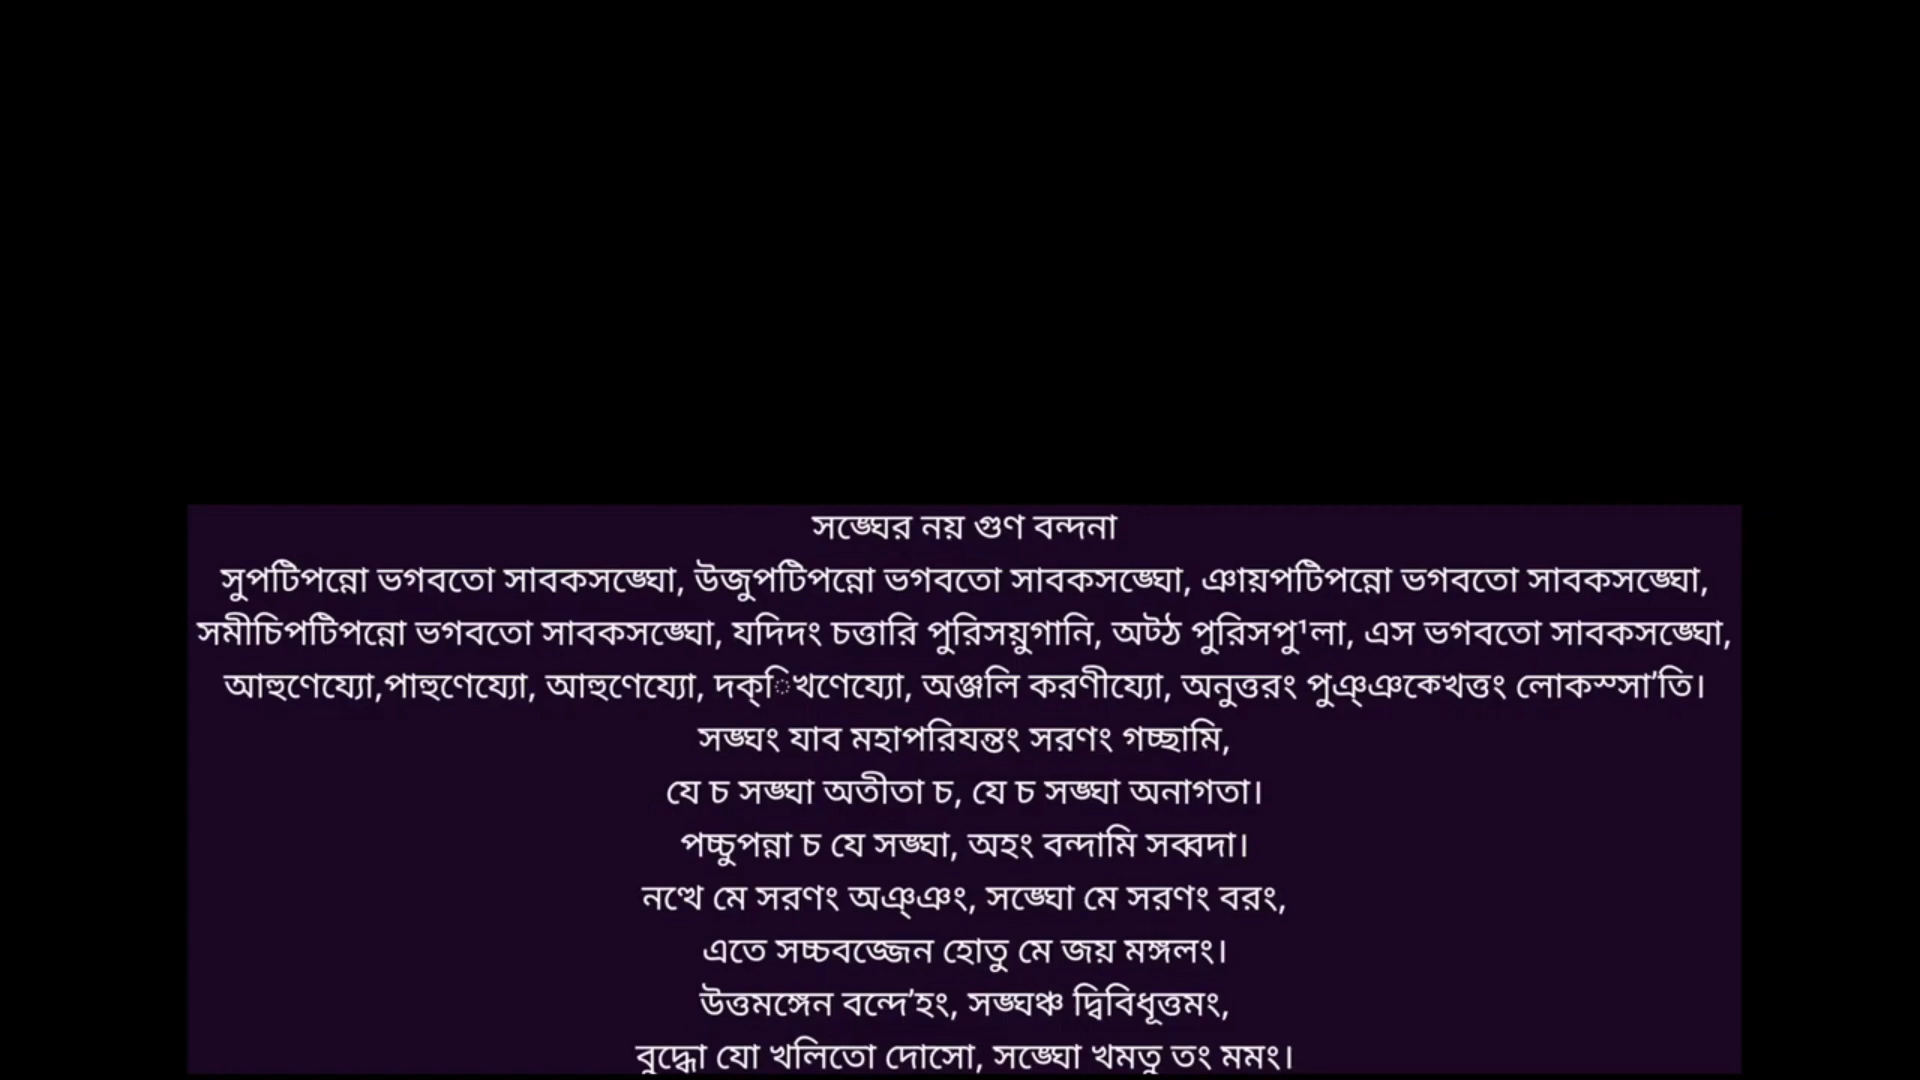 সঙ্ঘের নয় গুণ বন্দনা
সুপটিপন্নো ভগবতো সাবকসঙ্ঘো, উজুপটিপন্নো ভগবতো সাবকসঙ্ঘো, ঞায়পটিপন্নো ভগবতো সাবকসঙ্ঘো,
সমীচিপটিপন্নো ভগবতো সাবকসঙ্ঘো, যদিদং চত্তারি পুরিসয়ুগানি, অট্ঠ পুরিসপু¹লা, এস ভগবতো সাবকসঙ্ঘো,
আহুণেয্যো,পাহুণেয্যো, আহুণেয্যো, দক্িখণেয্যো, অঞ্জলি করণীয্যো, অনুত্তরং পুঞ্ঞক্খেত্তং লোকস্সা’তি।
সঙ্ঘং যাব মহাপরিযন্তং সরণং গচ্ছামি,
যে চ সঙ্ঘা অতীতা চ, যে চ সঙ্ঘা অনাগতা।
পচ্চুপন্না চ যে সঙ্ঘা, অহং বন্দামি সব্বদা।
নত্থে মে সরণং অঞ্ঞং, সঙ্ঘো মে সরণং বরং,
এতে সচ্চবজ্জেন হোতু মে জয় মঙ্গলং।
উত্তমঙ্গেন বন্দে’হং, সঙ্ঘঞ্চ দ্বিবিধূত্তমং,
বুদ্ধো যো খলিতো দোসো, সঙ্ঘো খমতু তং মমং।